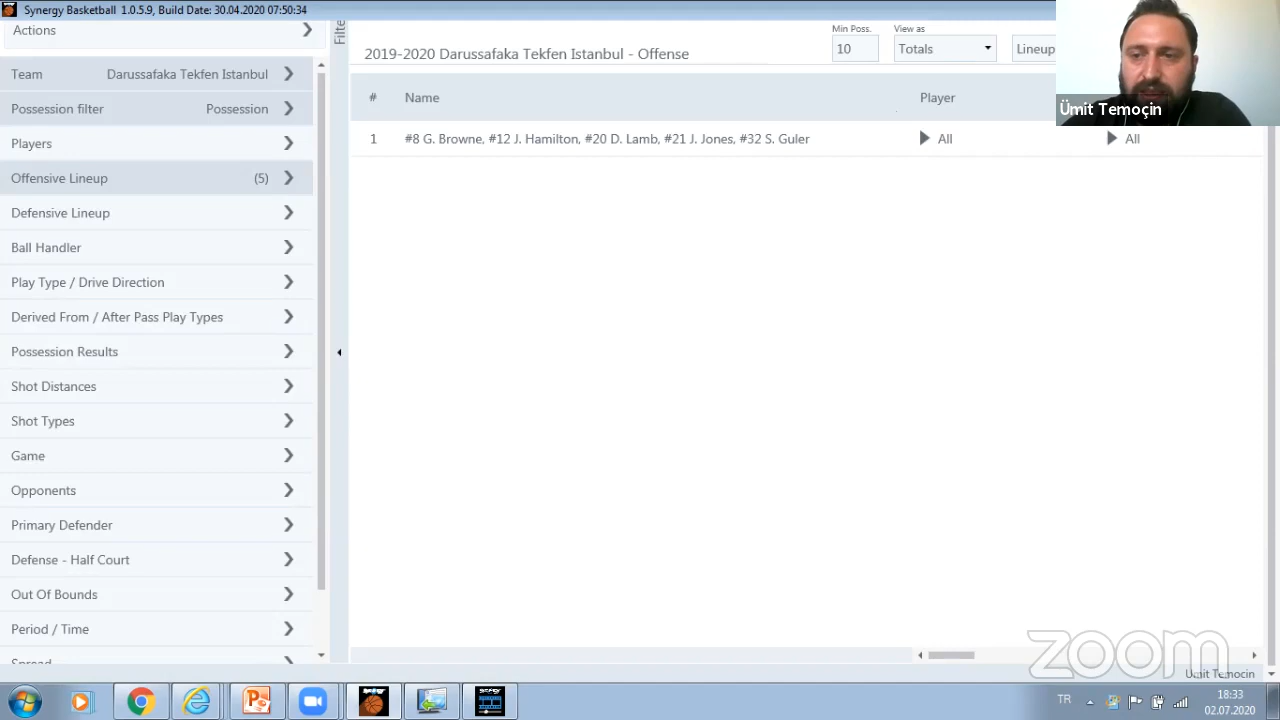 Synergy Basketball 1.0.5.9, Build Date: 30.04.2020 07:50:34
Actions
Filte
Team Darussafaka Tekfen Istanbul
Possession filter Possession
Players
Offensive Lineup (5)
Defensive Lineup
Ball Handler
Play Type / Drive Direction
Derived From / After Pass Play Types
Possession Results
Shot Distances
Shot Types
Game
Opponents
Primary Defender
Defense - Half Court
Out Of Bounds
Period / Time
Spread
2019-2020 Darussafaka Tekfen Istanbul - Offense
Min Poss. View as
10 Totals Lineup
# Name Player
1 #8 G. Browne, #12 J. Hamilton, #20 D. Lamb, #21 J. Jones, #32 S. Guler All All
Ümit Temoçin
zoom
Umit Temocin
TR 18:33
02.07.2020